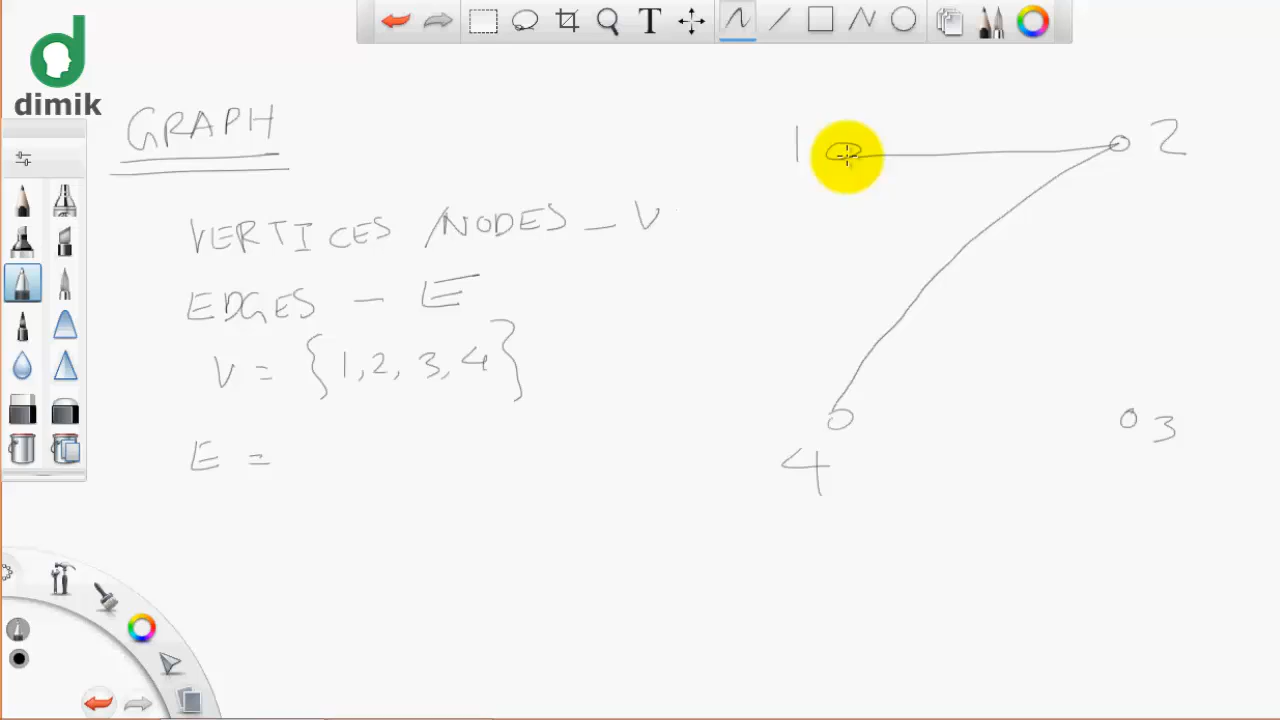 dimik
GRAPH
VERTICES /NODES - V
EDGES - E
V = {1,2,3,4}
E =
1
2
4
3